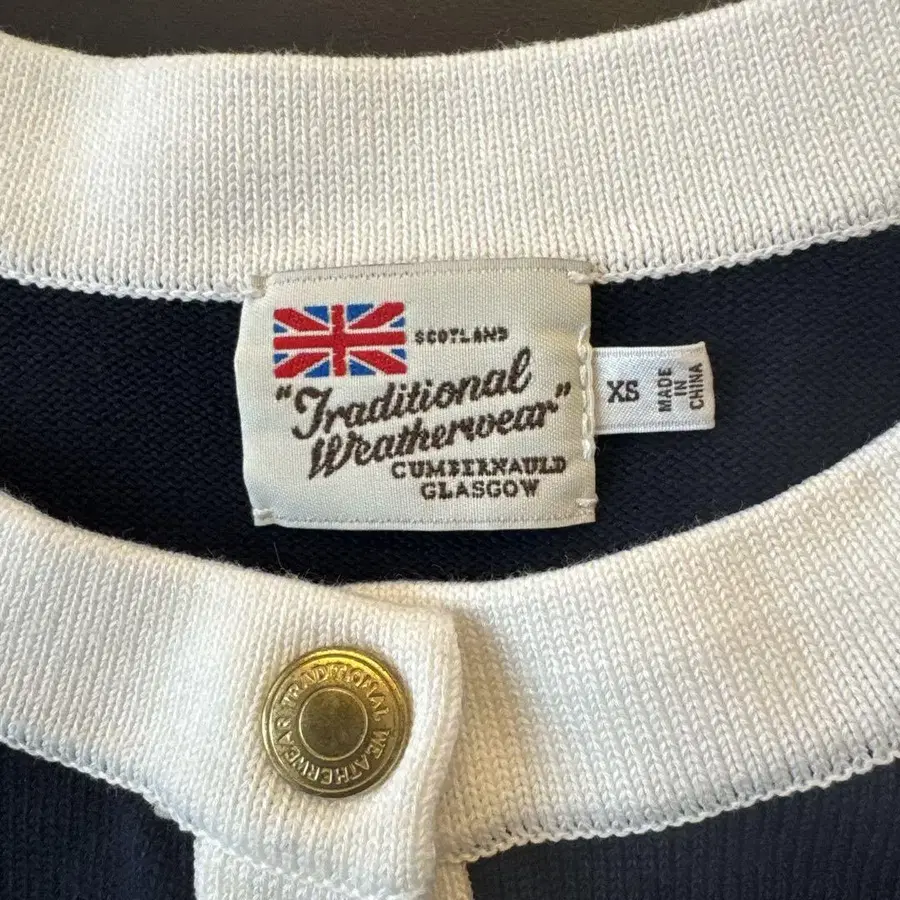 SCOTLAND
"Traditional
Weatherwear"
CUMBERNAULD
GLASGOW
XS
MADE
IN
CHINA
TRADITIONAL WEATHERWEAR